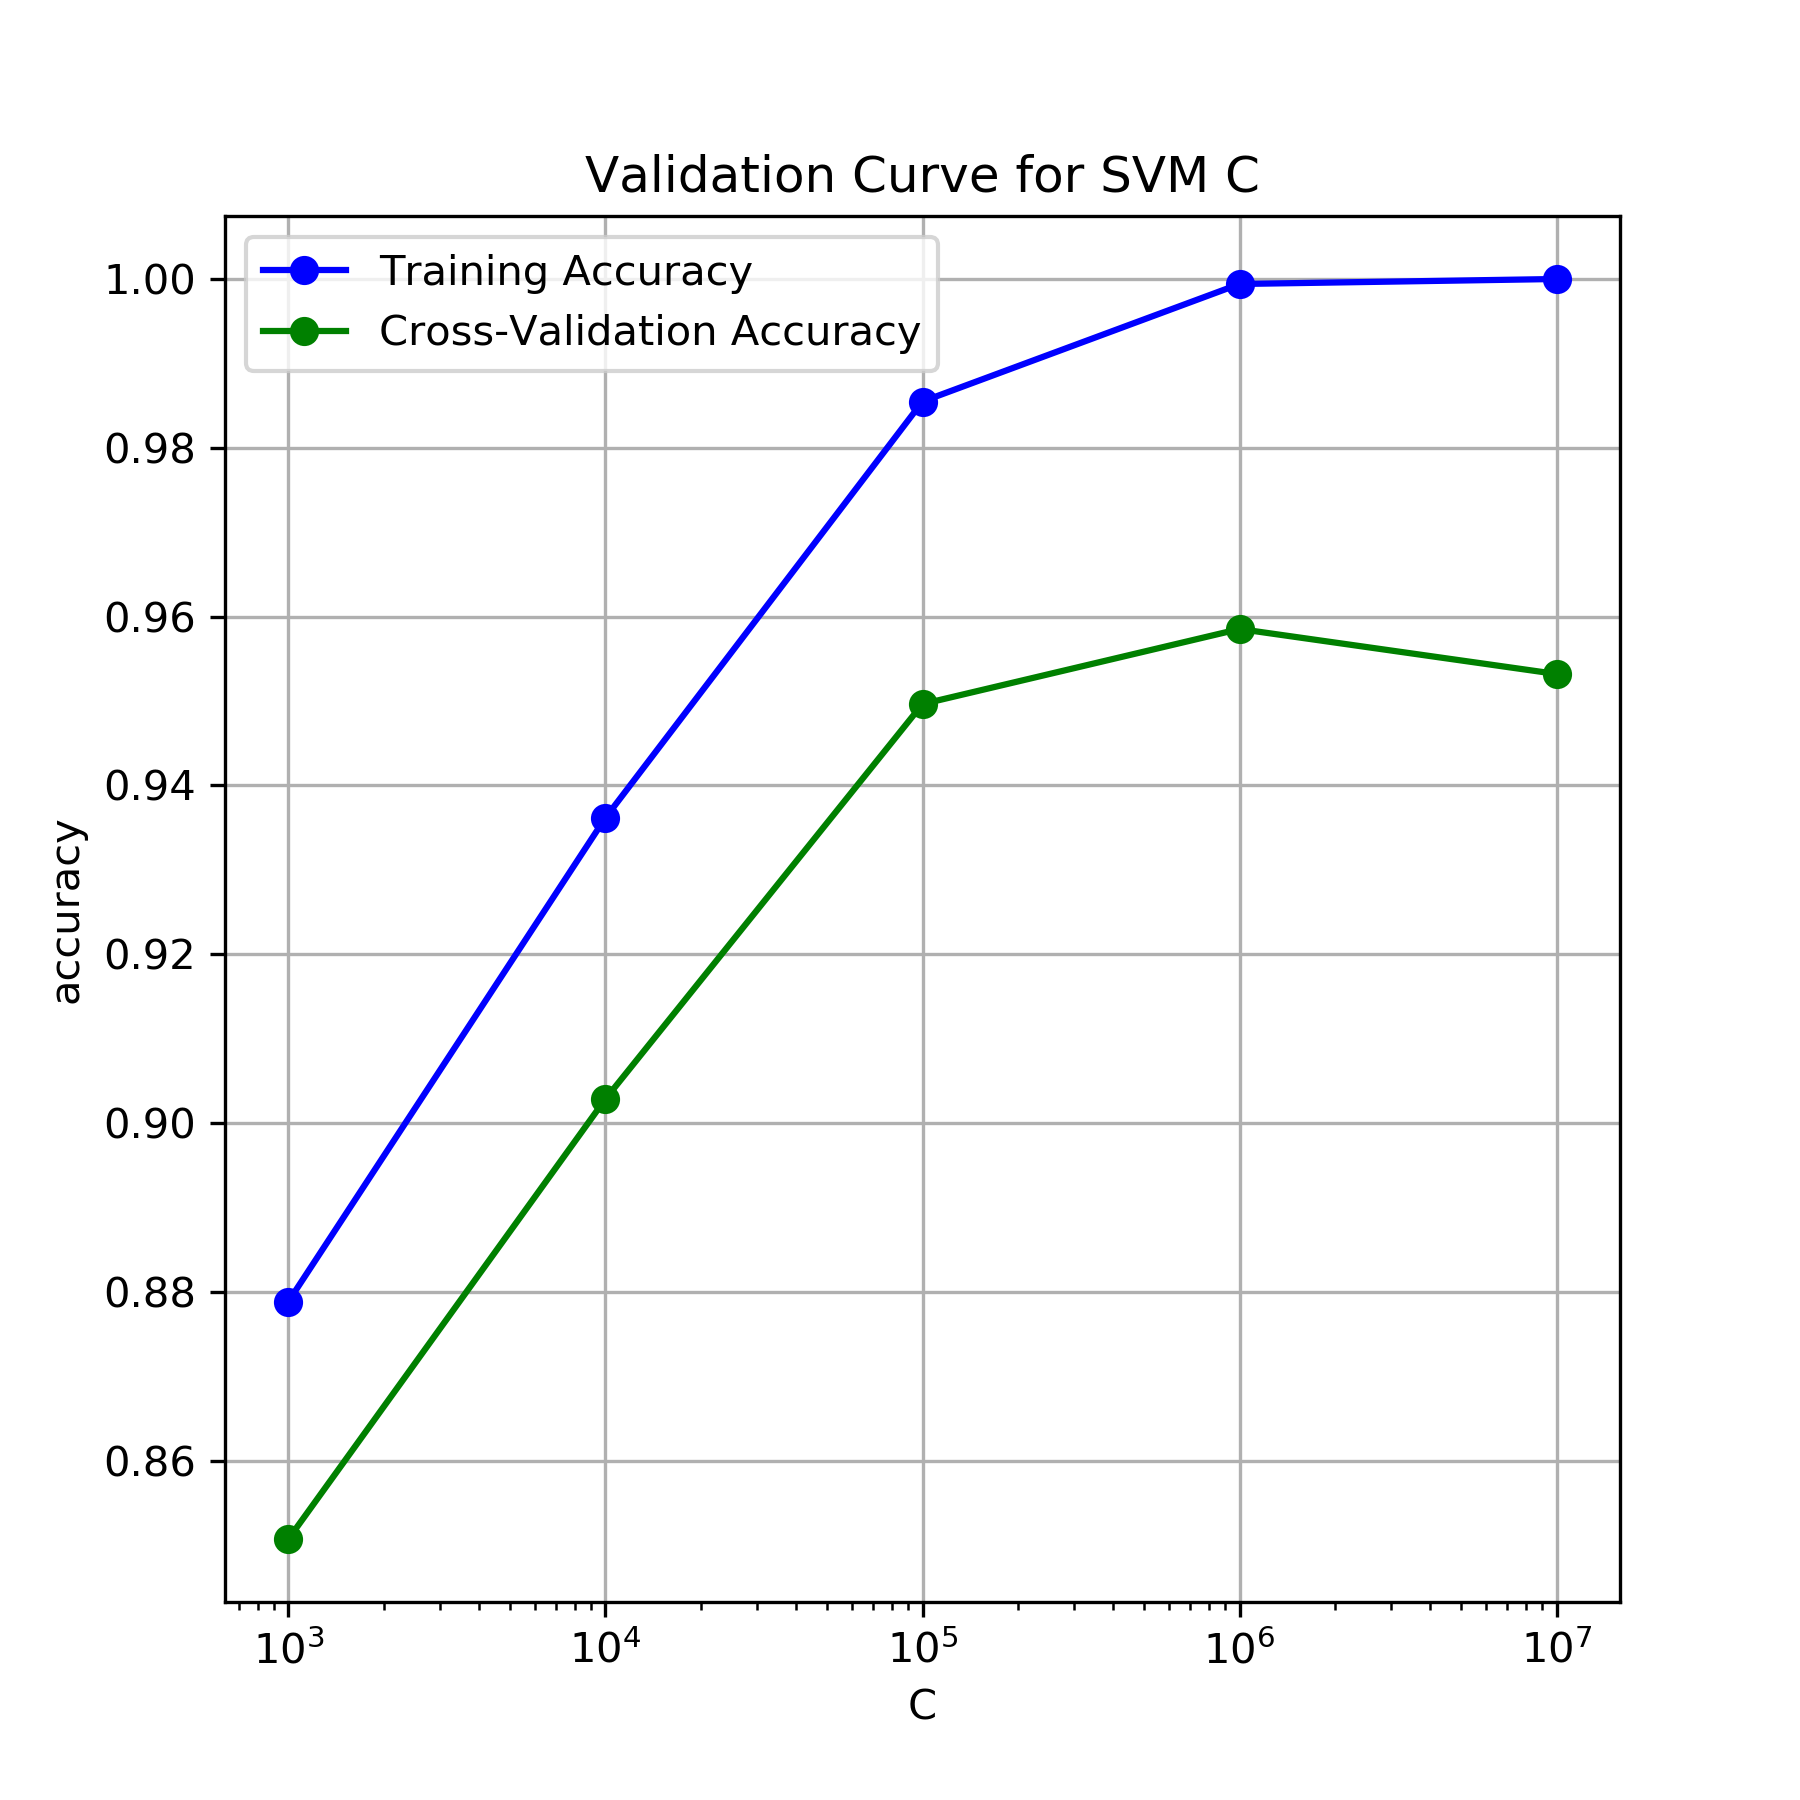 Validation Curve for SVM C
Training Accuracy
Cross-Validation Accuracy
1.00
0.98
0.96
0.94
0.92
0.90
0.88
0.86
accuracy
10³ 10⁴ 10⁵ 10⁶ 10⁷
C